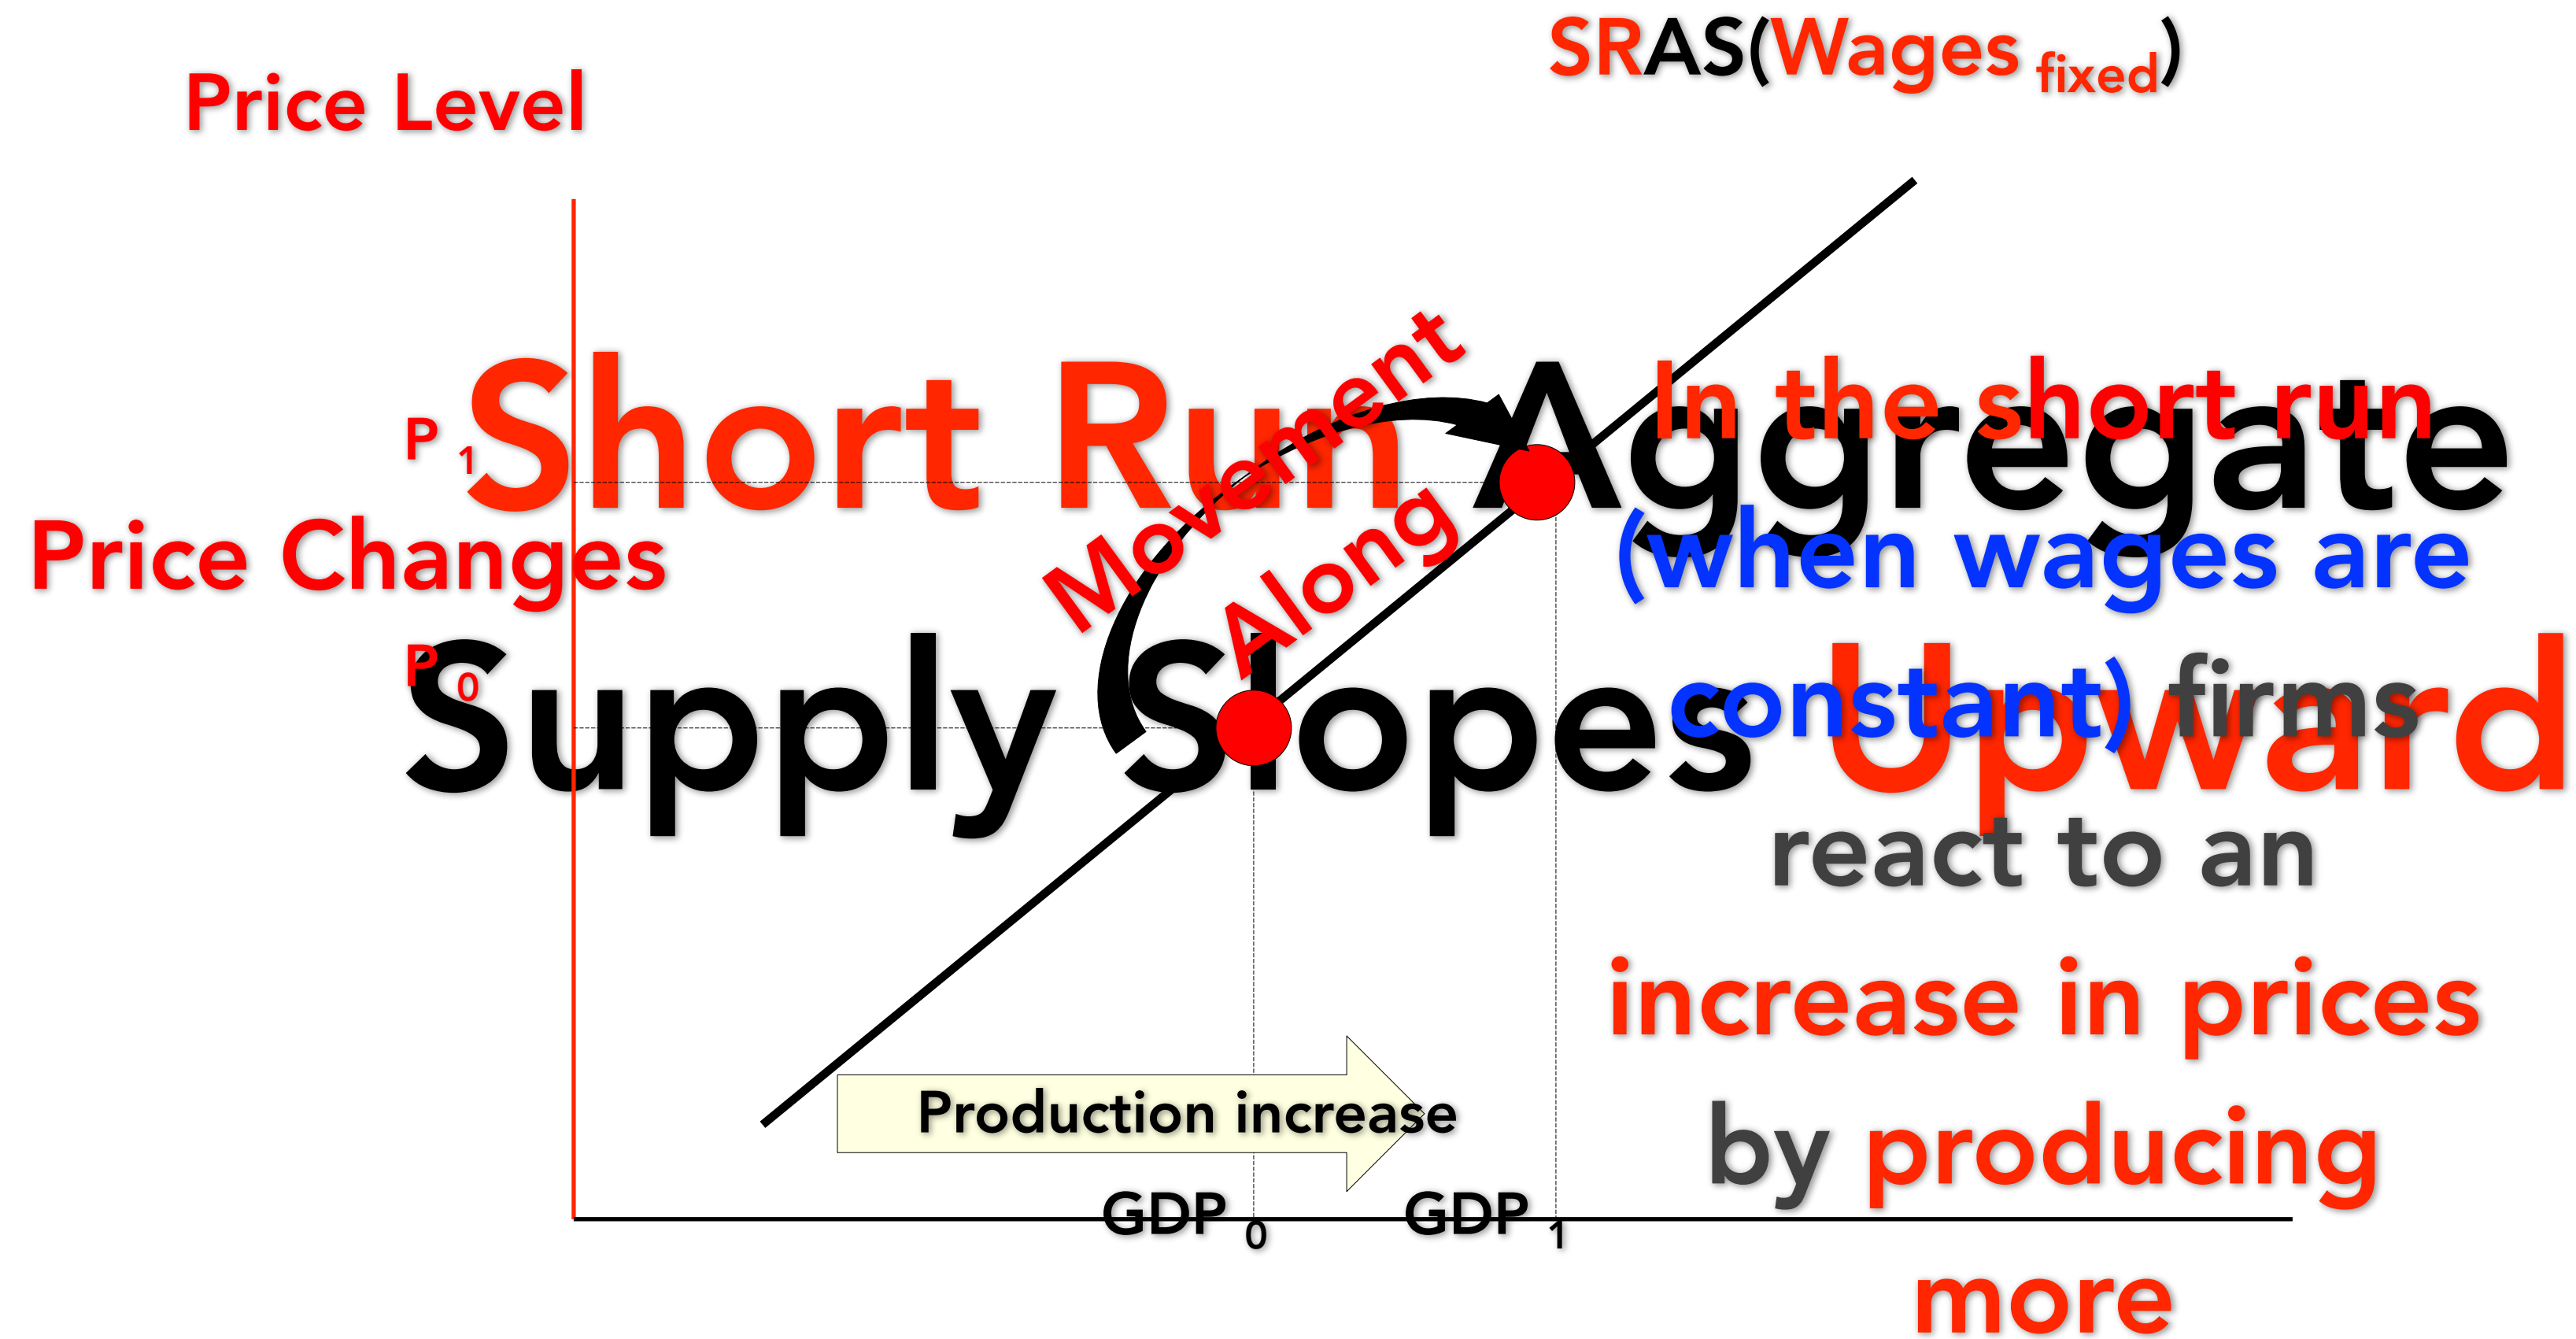 SRAS(Wages fixed)
Price Level
Short Run Aggregate
Supply Slopes Upward
P 1
Price Changes
P 0
Movement
Along
In the short run
(when wages are
constant) firms
react to an
increase in prices
by producing
more
Production increase
GDP 0
GDP 1